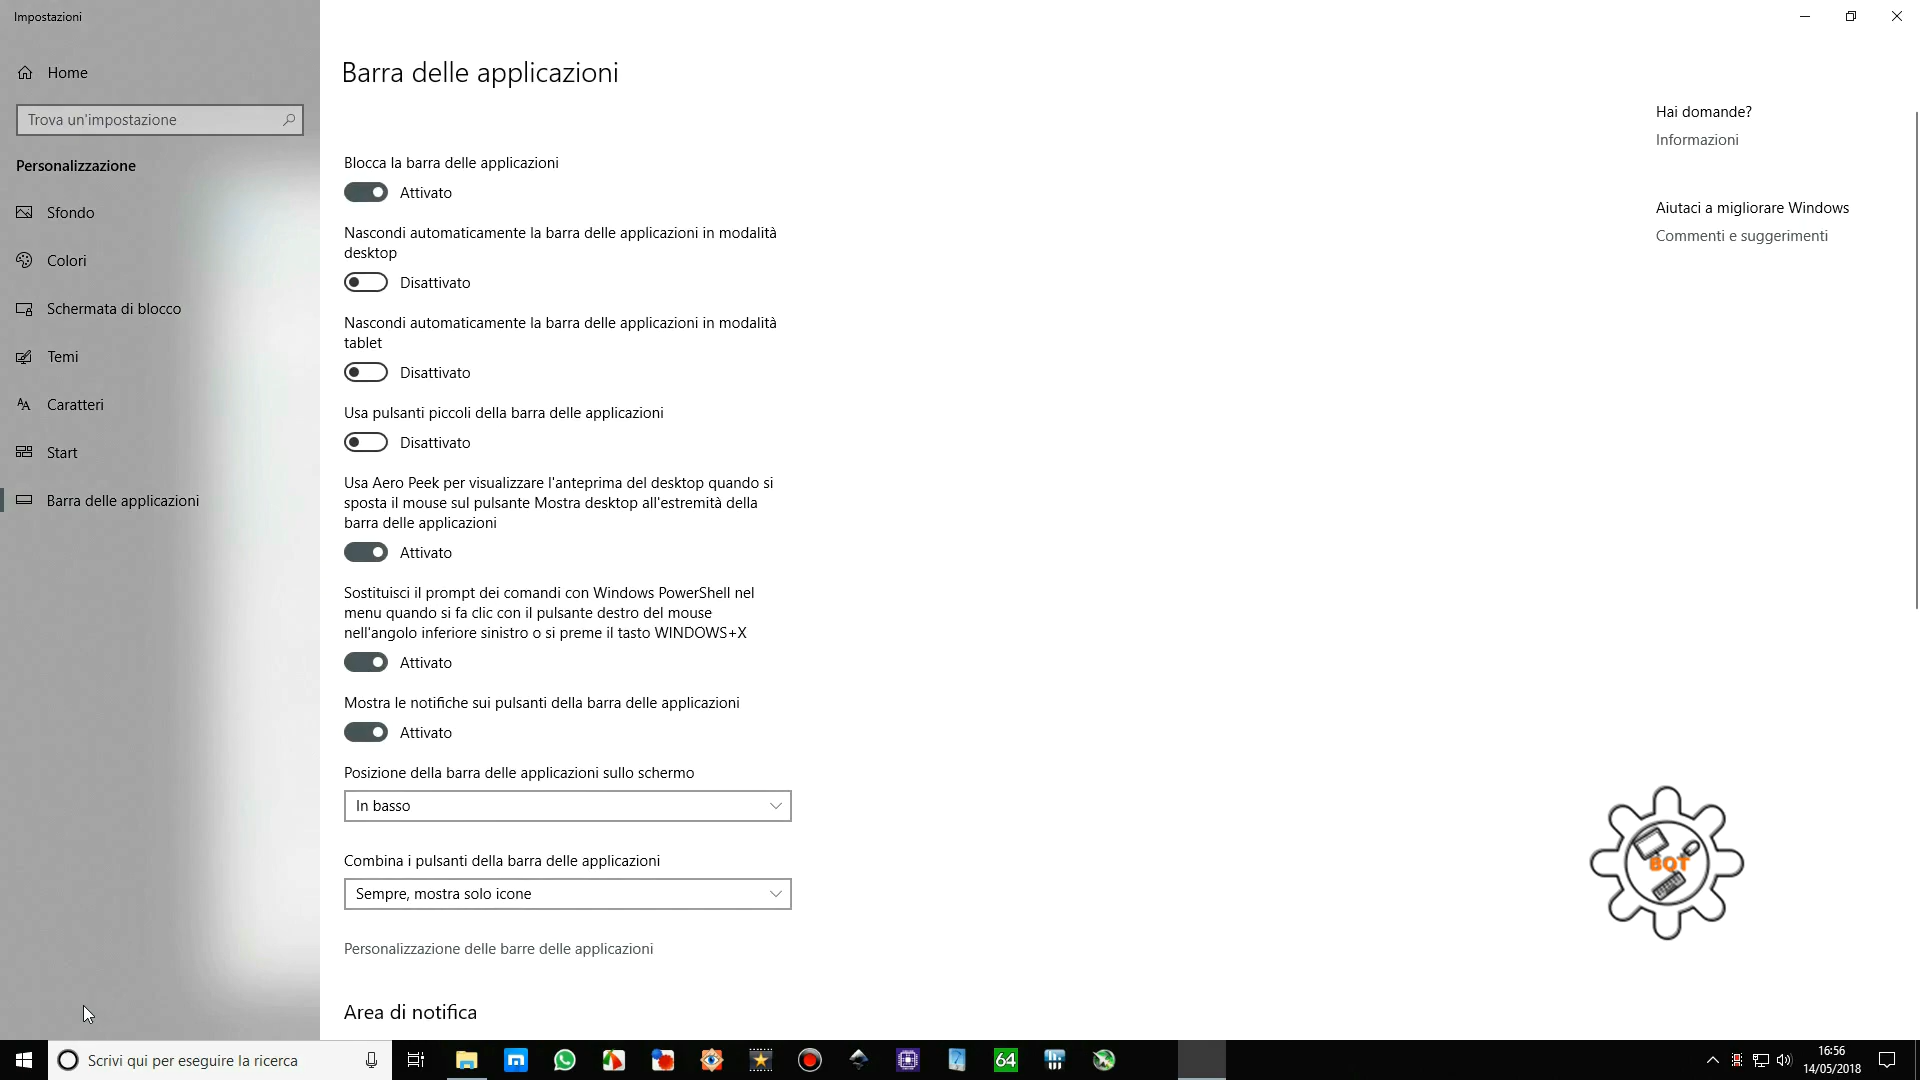 Impostazioni
Home
Trova un'impostazione
Personalizzazione
Sfondo
Colori
Schermata di blocco
Temi
Caratteri
Start
Barra delle applicazioni
Barra delle applicazioni
Blocca la barra delle applicazioni
Attivato
Nascondi automaticamente la barra delle applicazioni in modalità
desktop
Disattivato
Nascondi automaticamente la barra delle applicazioni in modalità
tablet
Disattivato
Usa pulsanti piccoli della barra delle applicazioni
Disattivato
Usa Aero Peek per visualizzare l'anteprima del desktop quando si
sposta il mouse sul pulsante Mostra desktop all'estremità della
barra delle applicazioni
Attivato
Sostituisci il prompt dei comandi con Windows PowerShell nel
menu quando si fa clic con il pulsante destro del mouse
nell'angolo inferiore sinistro o si preme il tasto WINDOWS+X
Attivato
Mostra le notifiche sui pulsanti della barra delle applicazioni
Attivato
Posizione della barra delle applicazioni sullo schermo
In basso
Combina i pulsanti della barra delle applicazioni
Sempre, mostra solo icone
Personalizzazione delle barre delle applicazioni
Area di notifica
Hai domande?
Informazioni
Aiutaci a migliorare Windows
Commenti e suggerimenti
BQT
Scrivi qui per eseguire la ricerca
64
16:56
14/05/2018